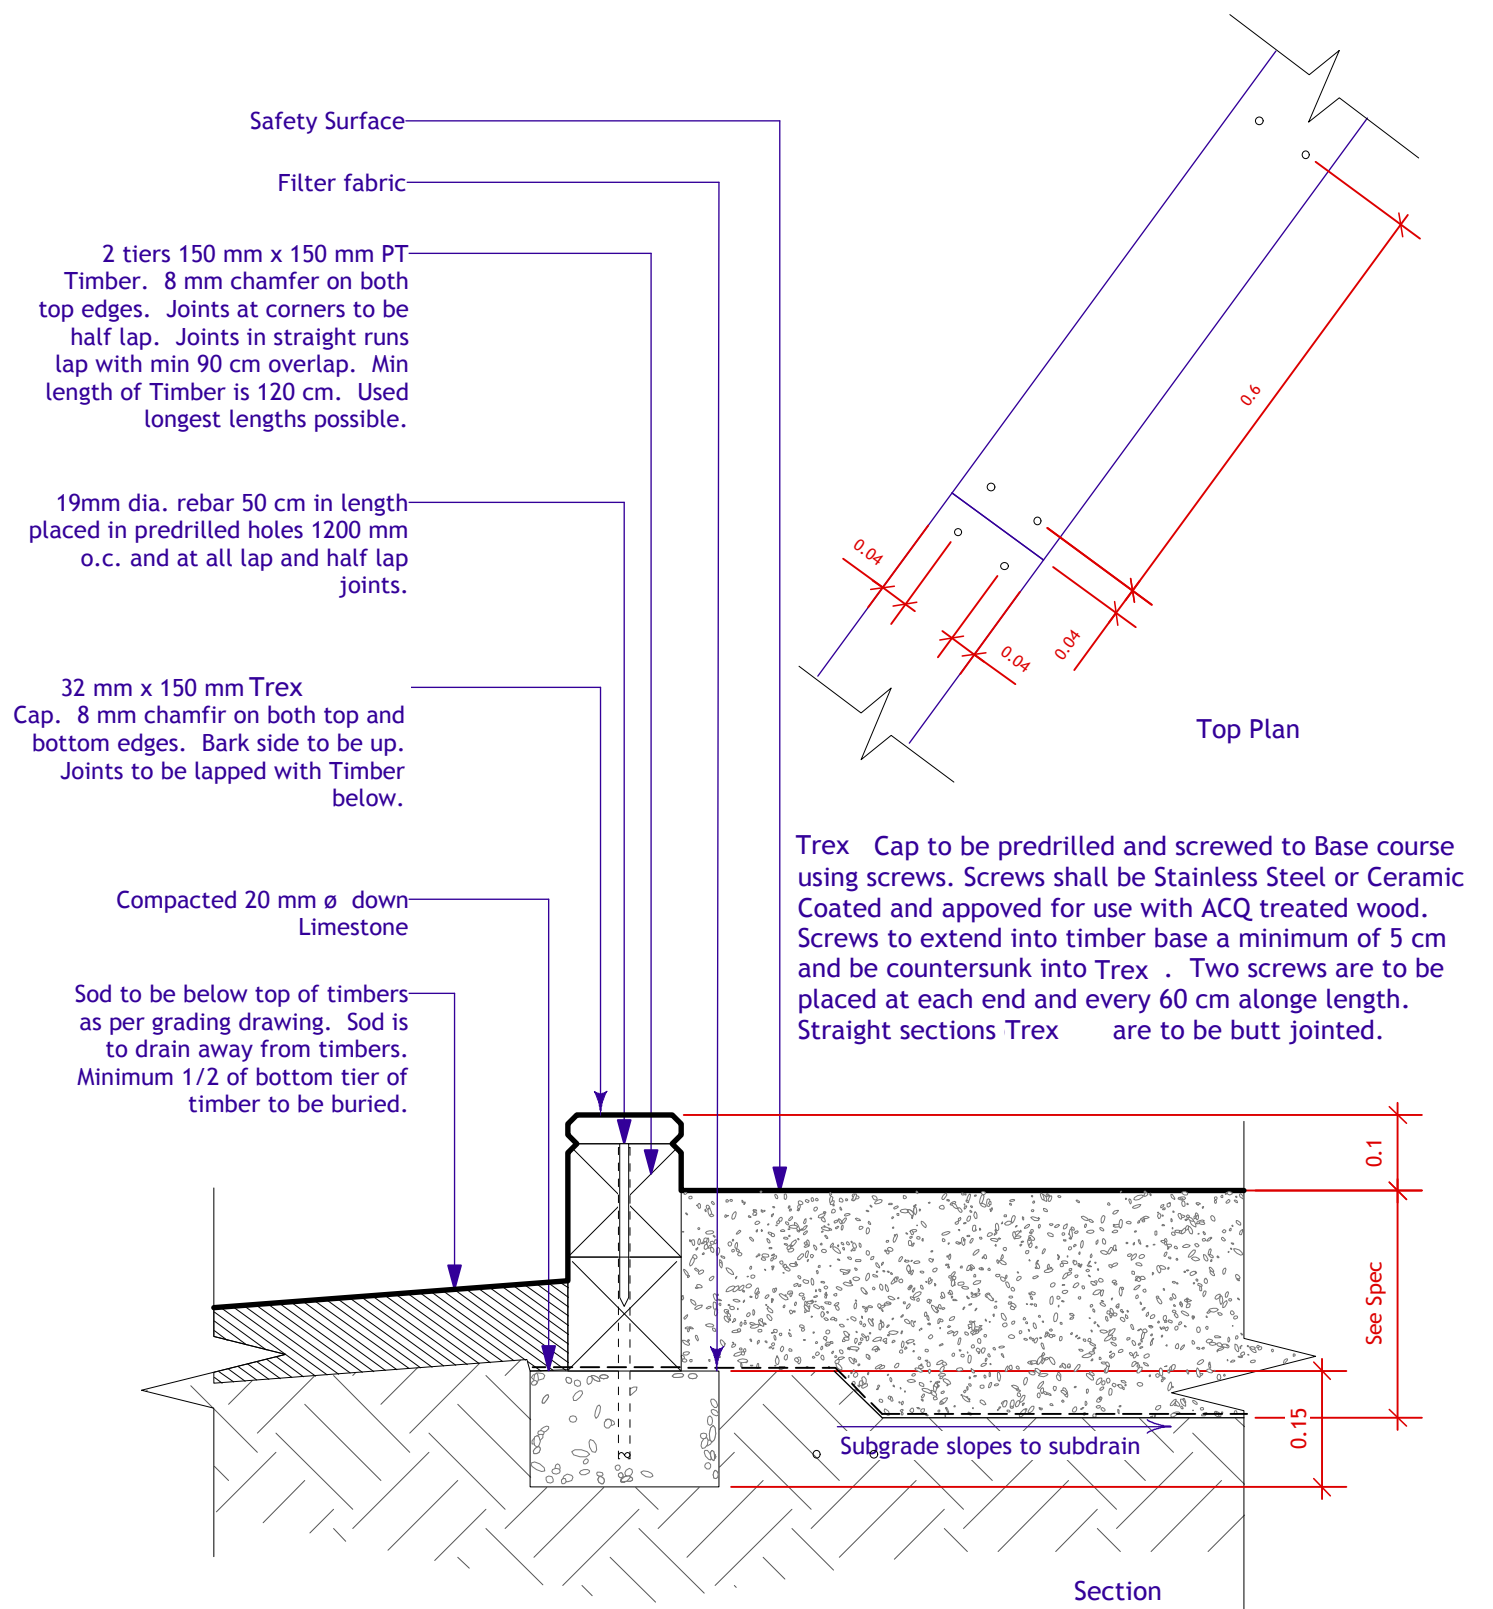 Safety Surface
Filter fabric
2 tiers 150 mm x 150 mm PT
Timber. 8 mm chamfer on both
top edges. Joints at corners to be
half lap. Joints in straight runs
lap with min 90 cm overlap. Min
length of Timber is 120 cm. Used
longest lengths possible.
19mm dia. rebar 50 cm in length
placed in predrilled holes 1200 mm
o.c. and at all lap and half lap
joints.
32 mm x 150 mm Trex
Cap. 8 mm chamfir on both top and
bottom edges. Bark side to be up.
Joints to be lapped with Timber
below.
Compacted 20 mm ø down
Limestone
Sod to be below top of timbers
as per grading drawing. Sod is
to drain away from timbers.
Minimum 1/2 of bottom tier of
timber to be buried.
0.6
0.04
0.04
0.04
Top Plan
Trex Cap to be predrilled and screwed to Base course
using screws. Screws shall be Stainless Steel or Ceramic
Coated and appoved for use with ACQ treated wood.
Screws to extend into timber base a minimum of 5 cm
and be countersunk into Trex . Two screws are to be
placed at each end and every 60 cm alonge length.
Straight sections Trex are to be butt jointed.
0.1
See Spec
0.15
Subgrade slopes to subdrain
Section